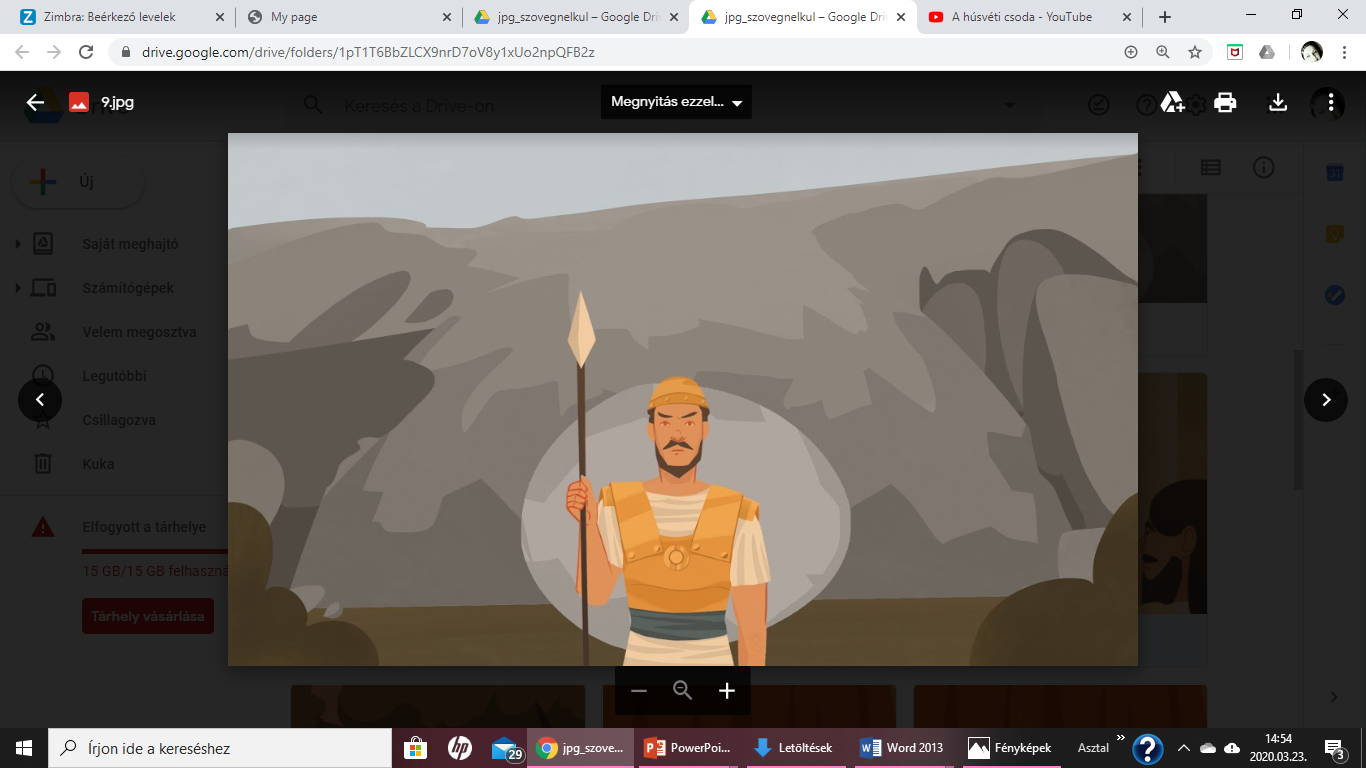 Zimbra: Beérkező levelek
My page
jpg_szovegnelkul – Google Dri
jpg_szovegnelkul – Google Dri
A húsvéti csoda - YouTube
drive.google.com/drive/folders/1pT1T6BbZLCX9nrD7oV8y1xUo2npQFB2z
9.jpg
Keresés a Drive-on
Megnyitás ezzel...
Új
Saját meghajtó
Számítógépek
Velem megosztva
Legutóbbi
Csillagozva
Kuka
Elfogyott a tárhelye
15 GB/15 GB felhaszná
Tárhely vásárlása
Írjon ide a kereséshez
hp
29
jpg_szove...
PowerPoi...
Letöltések
Word 2013
Fényképek
Asztal
14:54
2020.03.23.
3